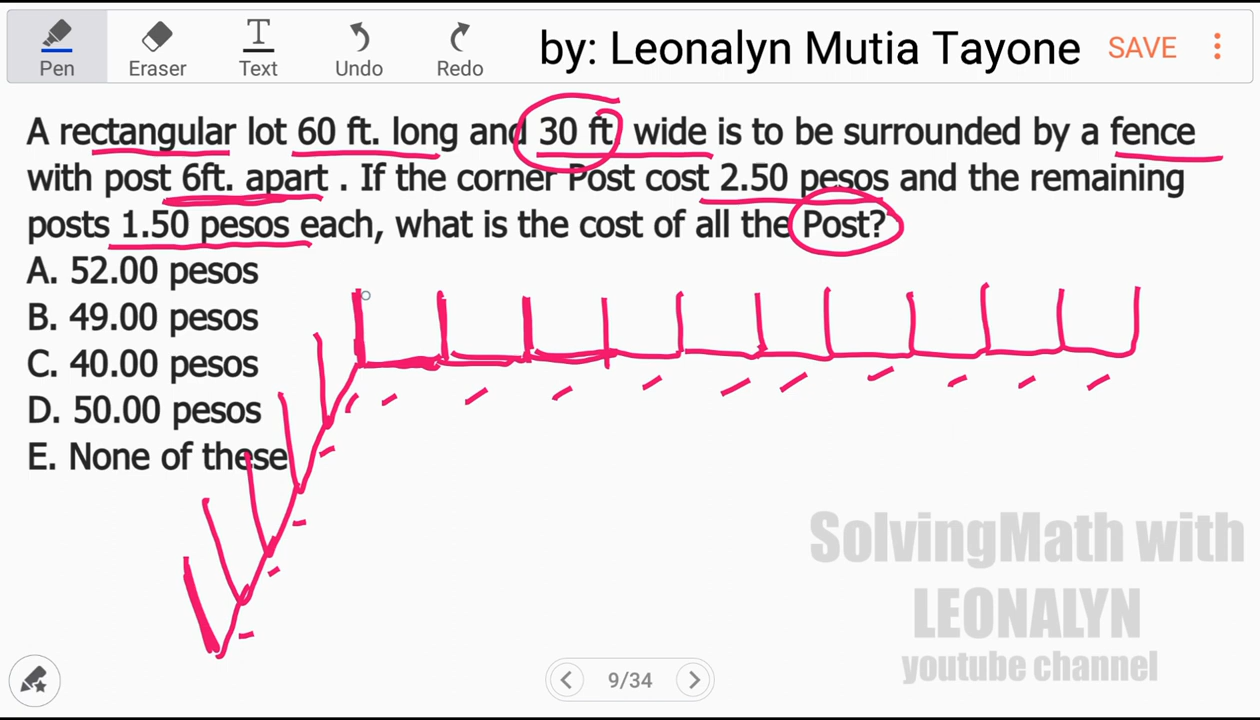 by: Leonalyn Mutia Tayone
SAVE
Pen
Eraser
Text
Undo
Redo
A rectangular lot 60 ft. long and 30 ft wide is to be surrounded by a fence
with post 6ft. apart . If the corner Post cost 2.50 pesos and the remaining
posts 1.50 pesos each, what is the cost of all the Post?
A. 52.00 pesos
B. 49.00 pesos
C. 40.00 pesos
D. 50.00 pesos
E. None of these
SolvingMath with
LEONALYN
youtube channel
9/34